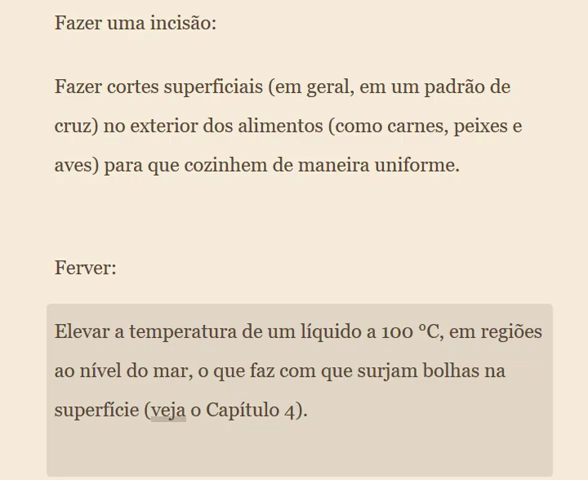 Fazer uma incisão:
Fazer cortes superficiais (em geral, em um padrão de
cruz) no exterior dos alimentos (como carnes, peixes e
aves) para que cozinhem de maneira uniforme.
Ferver:
Elevar a temperatura de um líquido a 100 °C, em regiões
ao nível do mar, o que faz com que surjam bolhas na
superfície (veja o Capítulo 4).